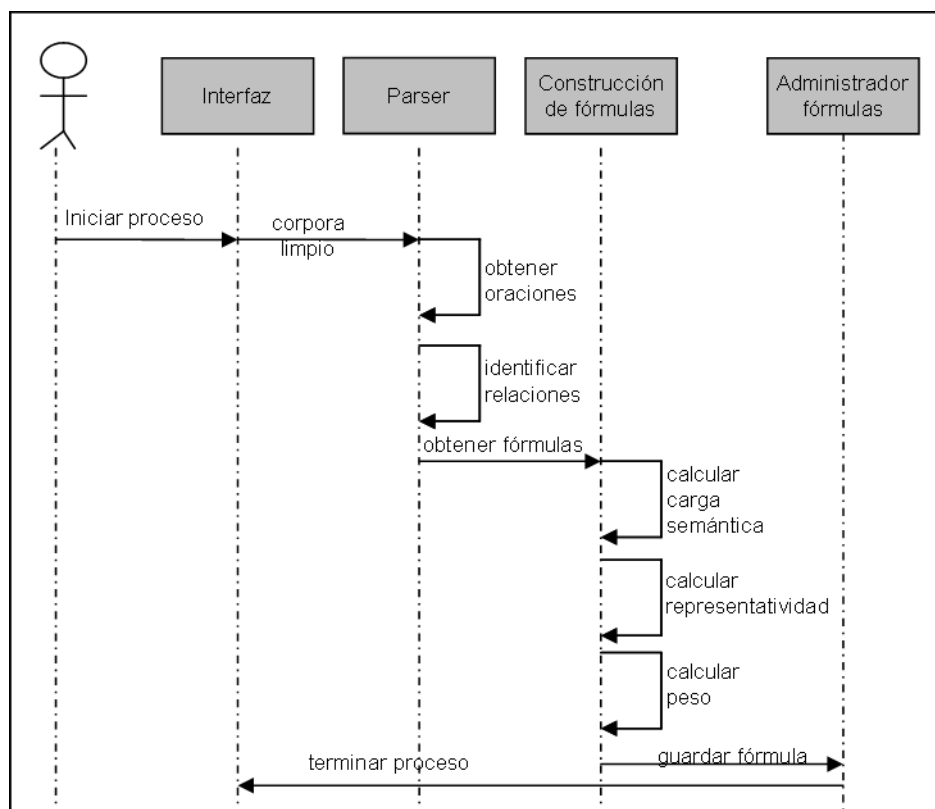 Interfaz
Parser
Construcción
de fórmulas
Administrador
fórmulas
Iniciar proceso
corpora
limpio
obtener
oraciones
identificar
relaciones
obtener fórmulas
calcular
carga
semántica
calcular
representatividad
calcular
peso
guardar fórmula
terminar proceso